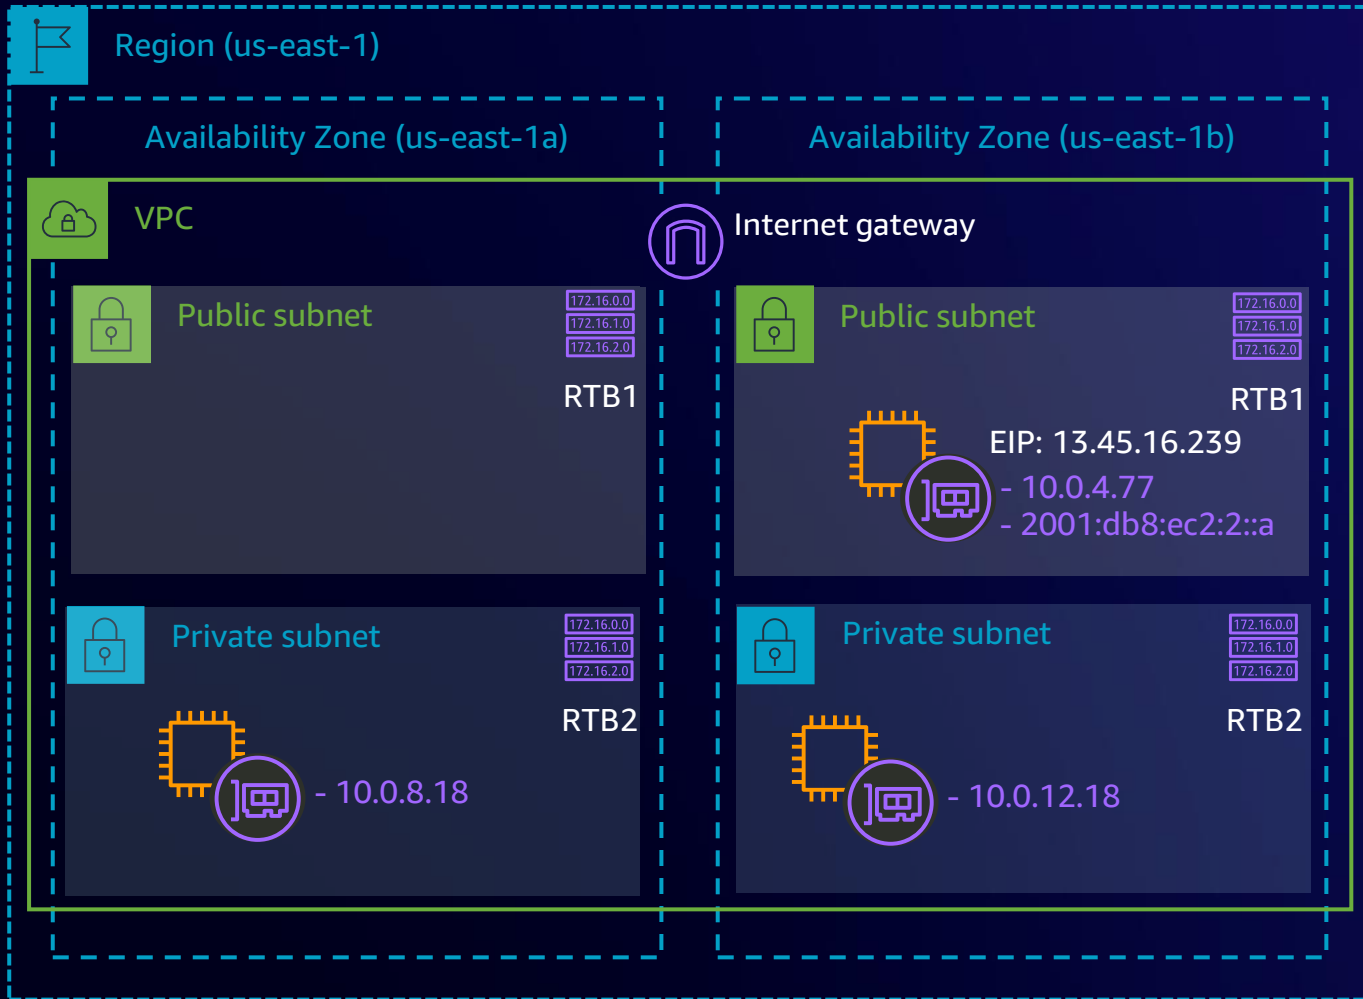 Region (us-east-1)
Availability Zone (us-east-1a)
Availability Zone (us-east-1b)
VPC
Internet gateway
Public subnet
172.16.0.0
172.16.1.0
172.16.2.0
RTB1
Public subnet
172.16.0.0
172.16.1.0
172.16.2.0
RTB1
EIP: 13.45.16.239
- 10.0.4.77
- 2001:db8:ec2:2::a
Private subnet
172.16.0.0
172.16.1.0
172.16.2.0
RTB2
- 10.0.8.18
Private subnet
172.16.0.0
172.16.1.0
172.16.2.0
RTB2
- 10.0.12.18